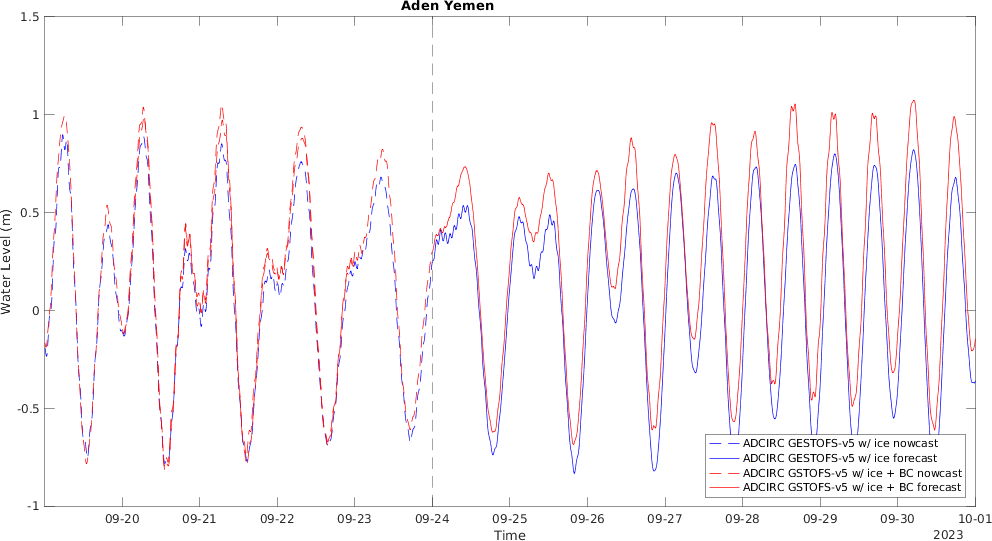 Aden Yemen
1.5
1
0.5
0
-0.5
-1
Water Level (m)
09-20
09-21
09-22
09-23
09-24
09-25
09-26
09-27
09-28
09-29
09-30
10-01
Time
2023
ADCIRC GESTOFS-v5 w/ ice nowcast
ADCIRC GESTOFS-v5 w/ ice forecast
ADCIRC GSTOFS-v5 w/ ice + BC nowcast
ADCIRC GSTOFS-v5 w/ ice + BC forecast